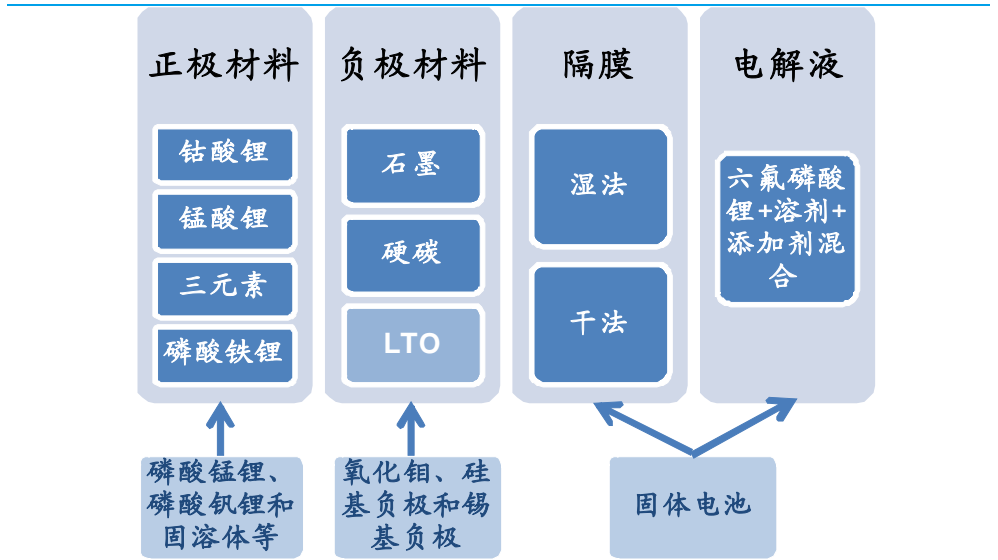 正极材料
钴酸锂
锰酸锂
三元素
磷酸铁锂
负极材料
石墨
硬碳
LTO
隔膜
湿法
干法
电解液
六氟磷酸
锂+溶剂+
添加剂混
合
磷酸锰锂、
磷酸钒锂和
固溶体等
氧化钼、硅
基负极和锡
基负极
固体电池